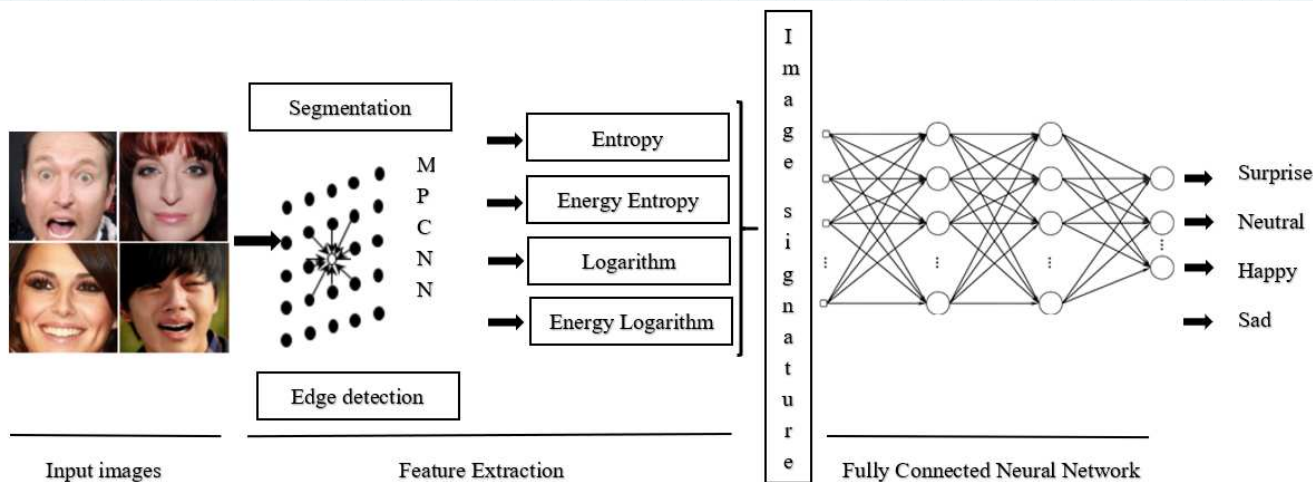 Segmentation
M
P
C
N
N
Edge detection
Entropy
Energy Entropy
Logarithm
Energy Logarithm
I
m
a
g
e
s
i
g
n
a
t
u
r
e
Surprise
Neutral
Happy
Sad
Input images
Feature Extraction
Fully Connected Neural Network